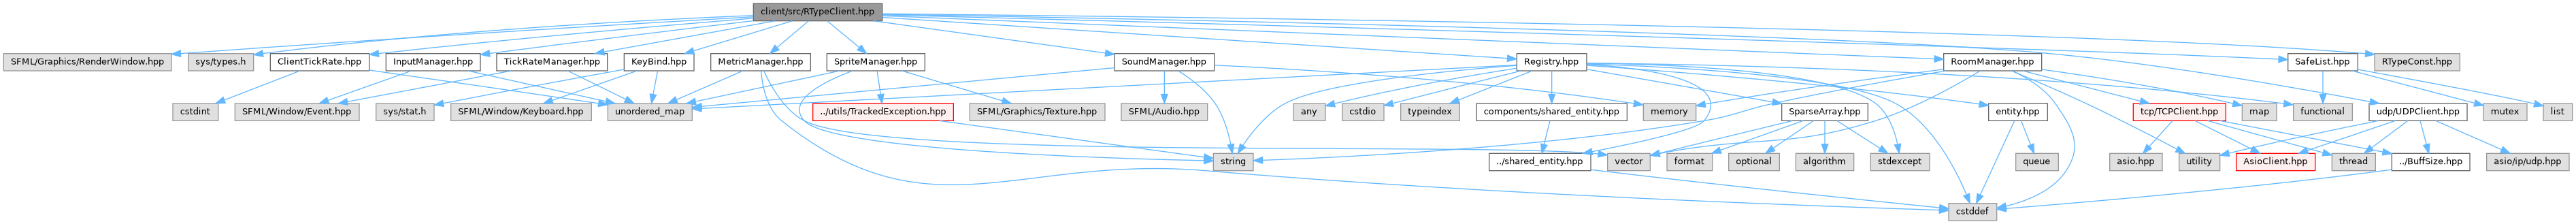 client/src/RTypeClient.hpp
SFML/Graphics/RenderWindow.hpp
sys/types.h
ClientTickRate.hpp
InputManager.hpp
TickRateManager.hpp
KeyBind.hpp
MetricManager.hpp
SpriteManager.hpp
SoundManager.hpp
Registry.hpp
RoomManager.hpp
SafeList.hpp
RTypeConst.hpp
cstdint
SFML/Window/Event.hpp
sys/stat.h
SFML/Window/Keyboard.hpp
unordered_map
../utils/TrackedException.hpp
SFML/Graphics/Texture.hpp
SFML/Audio.hpp
memory
any
cstdio
typeindex
components/shared_entity.hpp
SparseArray.hpp
entity.hpp
tcp/TCPClient.hpp
map
functional
udp/UDPClient.hpp
mutex
list
string
../shared_entity.hpp
vector
format
optional
algorithm
stdexcept
queue
asio.hpp
utility
AsioClient.hpp
thread
../BuffSize.hpp
asio/ip/udp.hpp
cstddef